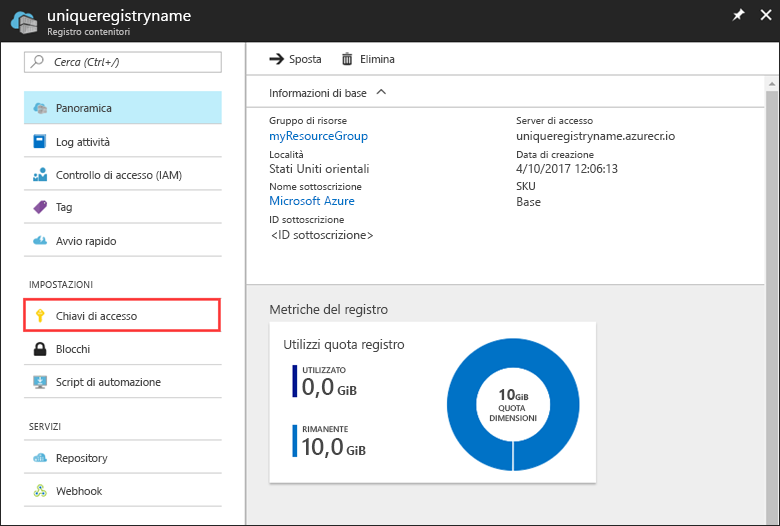 uniqueregistryname
Registro contenitori
Cerca (Ctrl+/)
Panoramica
Log attività
Controllo di accesso (IAM)
Tag
Avvio rapido
IMPOSTAZIONI
Chiavi di accesso
Blocchi
Script di automazione
SERVIZI
Repository
Webhook
Sposta
Elimina
Informazioni di base
Gruppo di risorse
myResourceGroup
Località
Stati Uniti orientali
Nome sottoscrizione
Microsoft Azure
ID sottoscrizione
<ID sottoscrizione>
Server di accesso
uniqueregistryname.azurecr.io
Data di creazione
4/10/2017 12:06:13
SKU
Base
Metriche del registro
Utilizzi quota registro
UTILIZZATO
0,0 GiB
RIMANENTE
10,0 GiB
10GiB
QUOTA
DIMENSIONI